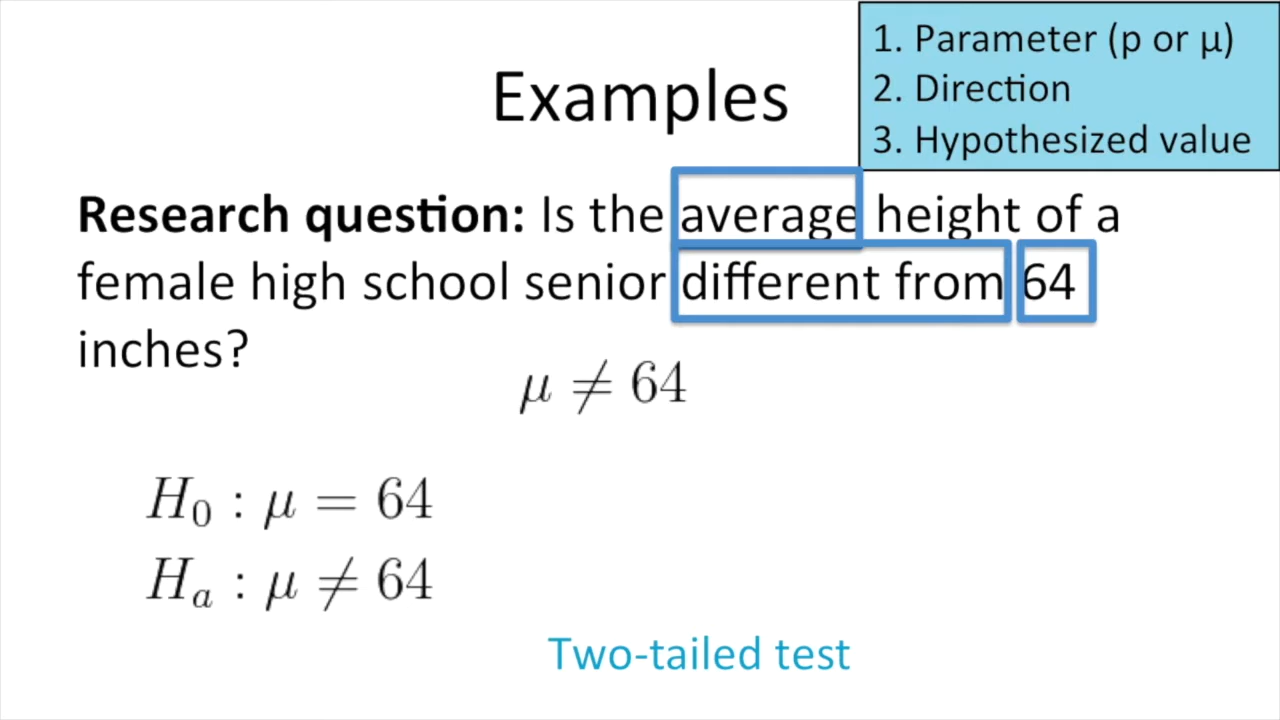 1. Parameter (p or μ)
2. Direction
3. Hypothesized value
Examples
Research question: Is the average height of a
female high school senior different from 64
inches?
μ ≠ 64
H₀ : μ = 64
Hₐ : μ ≠ 64
Two-tailed test